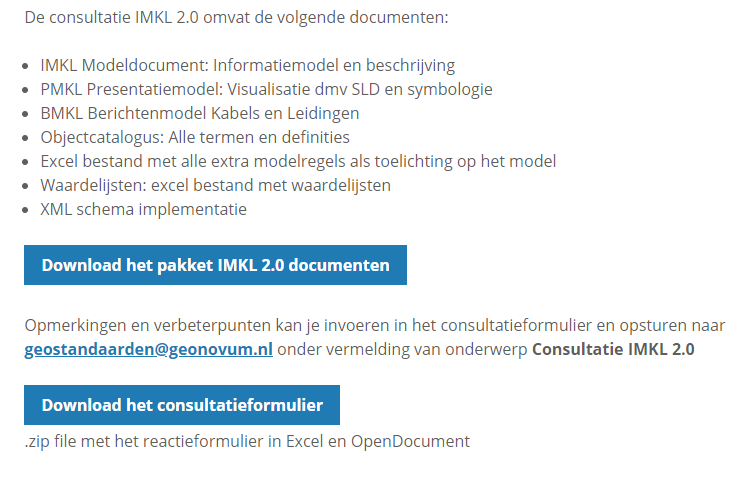 De consultatie IMKL 2.0 omvat de volgende documenten:
• IMKL Modeldocument: Informatiemodel en beschrijving
• PMKL Presentatiemodel: Visualisatie dmv SLD en symbologie
• BMKL Berichtenmodel Kabels en Leidingen
• Objectcatalogus: Alle termen en definities
• Excel bestand met alle extra modelregels als toelichting op het model
• Waardelijsten: excel bestand met waardelijsten
• XML schema implementatie
Download het pakket IMKL 2.0 documenten
Opmerkingen en verbeterpunten kan je invoeren in het consultatieformulier en opsturen naar
geostandaarden@geonovum.nl onder vermelding van onderwerp Consultatie IMKL 2.0
Download het consultatieformulier
.zip file met het reactieformulier in Excel en OpenDocument